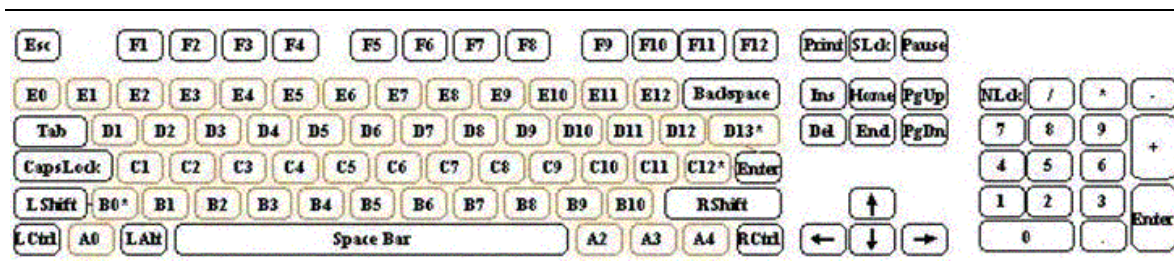 Esc F1 F2 F3 F4 F5 F6 F7 F8 F9 F10 F11 F12 Print SLck Pause
E0 E1 E2 E3 E4 E5 E6 E7 E8 E9 E10 E11 E12 Backspace Ins Home PgUp NLck / * -
Tab D1 D2 D3 D4 D5 D6 D7 D8 D9 D10 D11 D12 D13* Del End PgDn 7 8 9 +
CapsLock C1 C2 C3 C4 C5 C6 C7 C8 C9 C10 C11 C12* Enter 4 5 6
LShift B0* B1 B2 B3 B4 B5 B6 B7 B8 B9 B10 RShift ↑ 1 2 3 Enter
LCtrl A0 LAlt Space Bar A2 A3 A4 RCtrl ← ↓ → 0 .